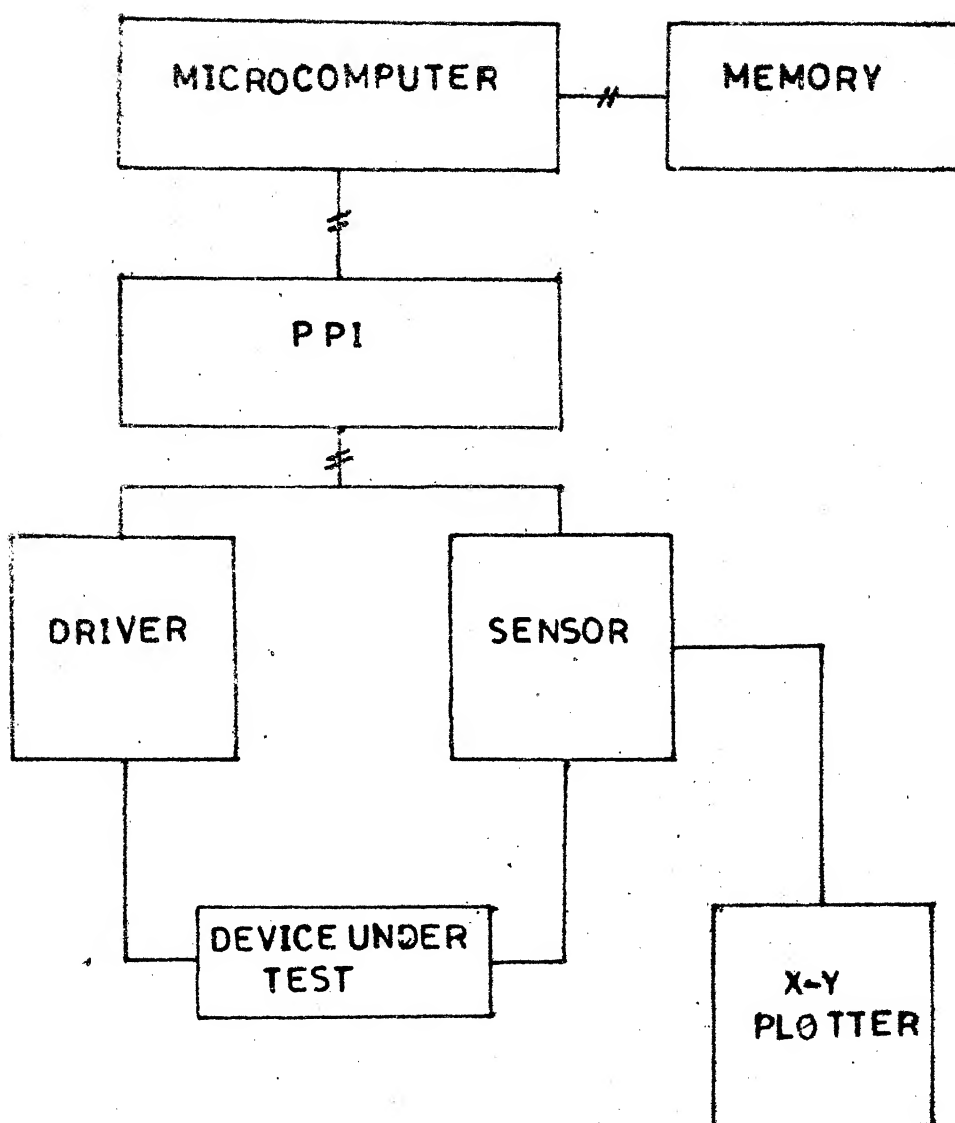 MICROCOMPUTER
MEMORY
PPI
DRIVER
SENSOR
DEVICE UNDER
TEST
X-Y
PLOTTER